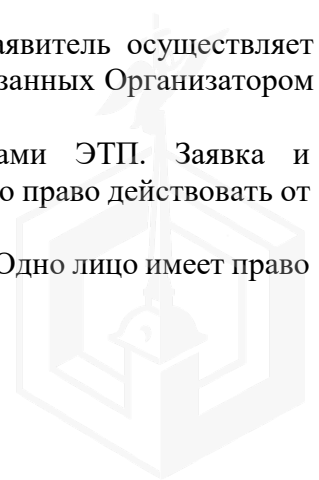 аявитель осуществляет
занных Организатором
ами ЭТП. Заявка и
о право действовать от
Одно лицо имеет право